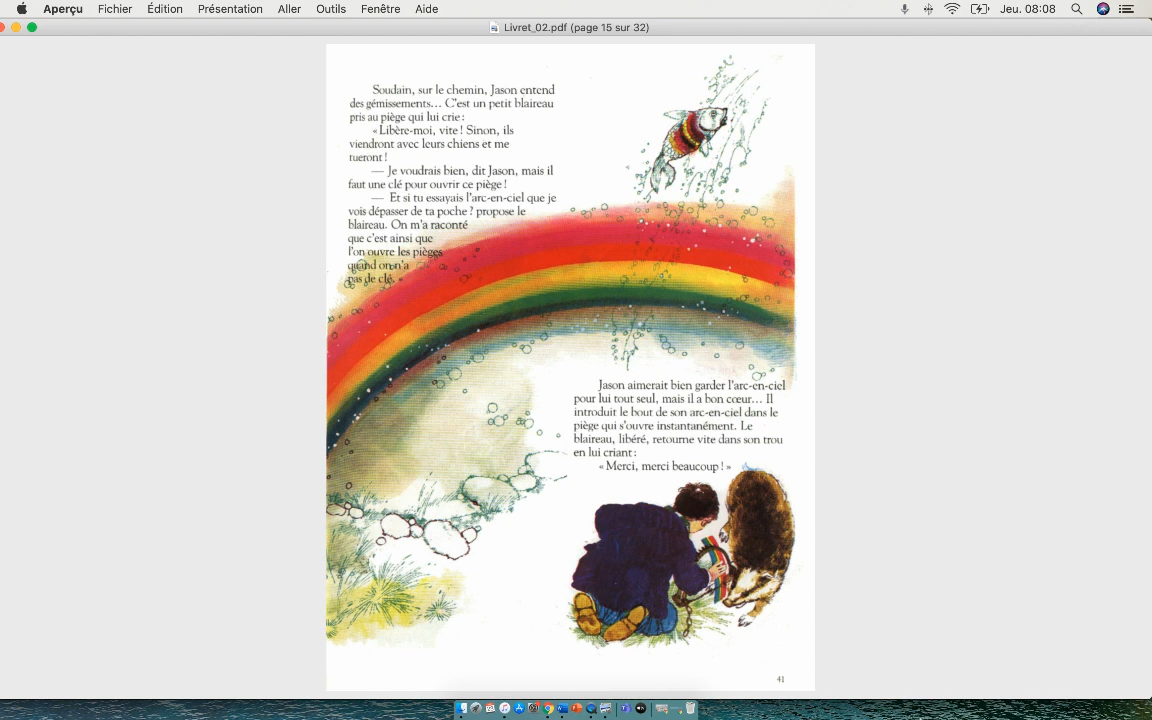 Aperçu Fichier Édition Présentation Aller Outils Fenêtre Aide Jeu. 08:08
Livret_02.pdf (page 15 sur 32)
Soudain, sur le chemin, Jason entend
des gémissements... C'est un petit blaireau
pris au piège qui lui crie :
« Libère-moi, vite ! Sinon, ils
viendront avec leurs chiens et me
tueront !
— Je voudrais bien, dit Jason, mais il
faut une clé pour ouvrir ce piège !
— Et si tu essayais l'arc-en-ciel que je
vois dépasser de ta poche ? propose le
blaireau. On m'a raconté
que c'est ainsi que
l'on ouvre les pièges
quand on n'a
pas de clé. »
Jason aimerait bien garder l'arc-en-ciel
pour lui tout seul, mais il a bon cœur... Il
introduit le bout de son arc-en-ciel dans le
piège qui s'ouvre instantanément. Le
blaireau, libéré, retourne vite dans son trou
en lui criant :
« Merci, merci beaucoup ! »
41